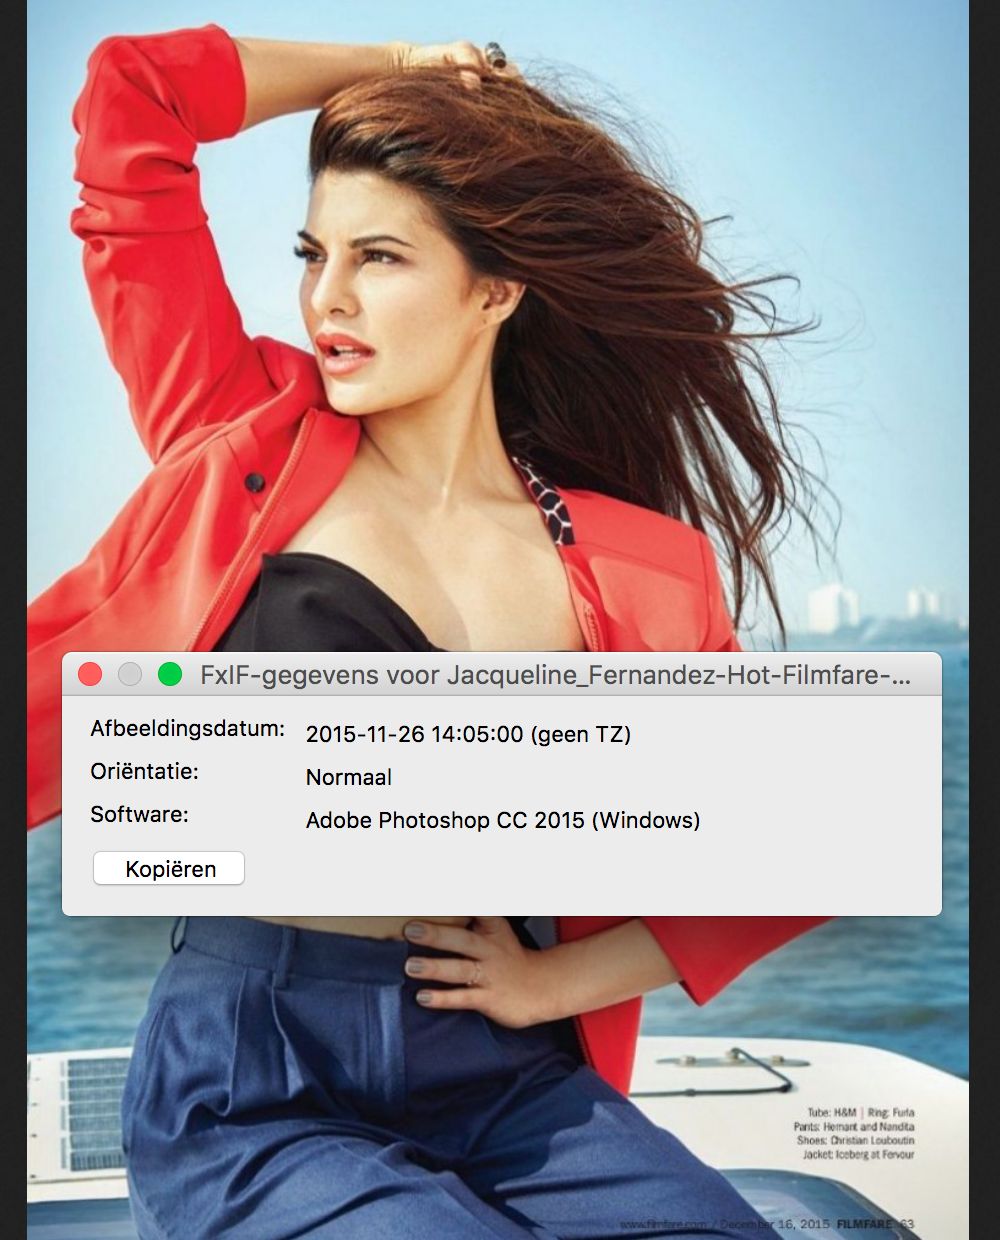 FxIF-gegevens voor Jacqueline_Fernandez-Hot-Filmfare-...
Afbeeldingsdatum: 2015-11-26 14:05:00 (geen TZ)
Oriëntatie: Normaal
Software: Adobe Photoshop CC 2015 (Windows)
Kopiëren
Tube: H&M | Ring: Furla
Pants: Hemant and Nandita
Shoes: Christian Louboutin
Jacket: Iceberg at Fervour
www.filmfare.com / December 16, 2015 FILMFARE 63